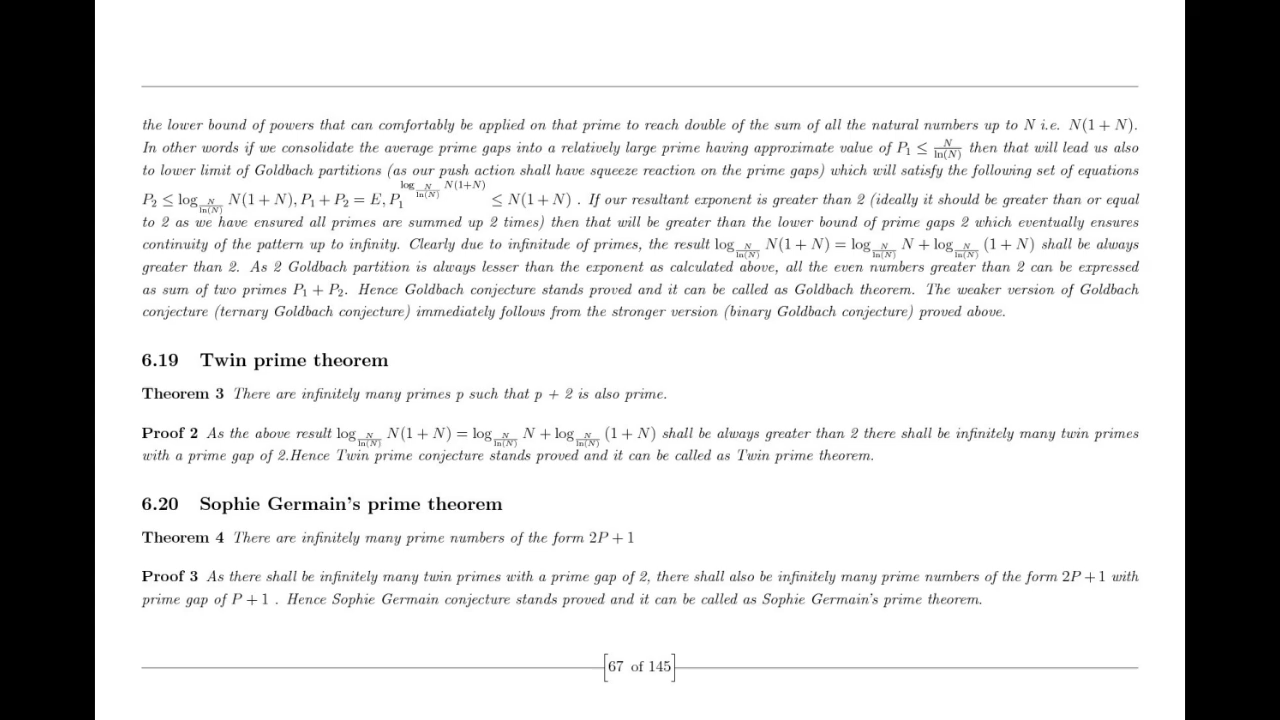 the lower bound of powers that can comfortably be applied on that prime to reach double of the sum of all the natural numbers up to N i.e. N(1 + N).
In other words if we consolidate the average prime gaps into a relatively large prime having approximate value of P₁ ≤ N/ln(N) then that will lead us also
to lower limit of Goldbach partitions (as our push action shall have squeeze reaction on the prime gaps) which will satisfy the following set of equations
P₂ ≤ log_{N/ln(N)} N(1 + N), P₁ + P₂ = E, P₁^{log_{N/ln(N)} N(1+N)} ≤ N(1 + N) . If our resultant exponent is greater than 2 (ideally it should be greater than or equal
to 2 as we have ensured all primes are summed up 2 times) then that will be greater than the lower bound of prime gaps 2 which eventually ensures
continuity of the pattern up to infinity. Clearly due to infinitude of primes, the result log_{N/ln(N)} N(1 + N) = log_{N/ln(N)} N + log_{N/ln(N)} (1 + N) shall be always
greater than 2. As 2 Goldbach partition is always lesser than the exponent as calculated above, all the even numbers greater than 2 can be expressed
as sum of two primes P₁ + P₂. Hence Goldbach conjecture stands proved and it can be called as Goldbach theorem. The weaker version of Goldbach
conjecture (ternary Goldbach conjecture) immediately follows from the stronger version (binary Goldbach conjecture) proved above.
6.19 Twin prime theorem
Theorem 3 There are infinitely many primes p such that p + 2 is also prime.
Proof 2 As the above result log_{N/ln(N)} N(1 + N) = log_{N/ln(N)} N + log_{N/ln(N)} (1 + N) shall be always greater than 2 there shall be infinitely many twin primes
with a prime gap of 2.Hence Twin prime conjecture stands proved and it can be called as Twin prime theorem.
6.20 Sophie Germain's prime theorem
Theorem 4 There are infinitely many prime numbers of the form 2P + 1
Proof 3 As there shall be infinitely many twin primes with a prime gap of 2, there shall also be infinitely many prime numbers of the form 2P + 1 with
prime gap of P + 1 . Hence Sophie Germain conjecture stands proved and it can be called as Sophie Germain's prime theorem.
[67 of 145]